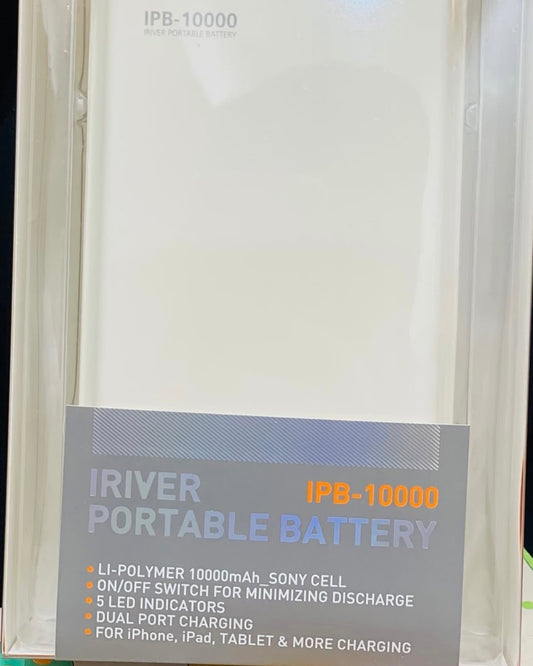 IPB-10000
IRIVER PORTABLE BATTERY
IRIVER IPB-10000
PORTABLE BATTERY
• LI-POLYMER 10000mAh_SONY CELL
• ON/OFF SWITCH FOR MINIMIZING DISCHARGE
• 5 LED INDICATORS
• DUAL PORT CHARGING
• FOR iPhone, iPad, TABLET & MORE CHARGING